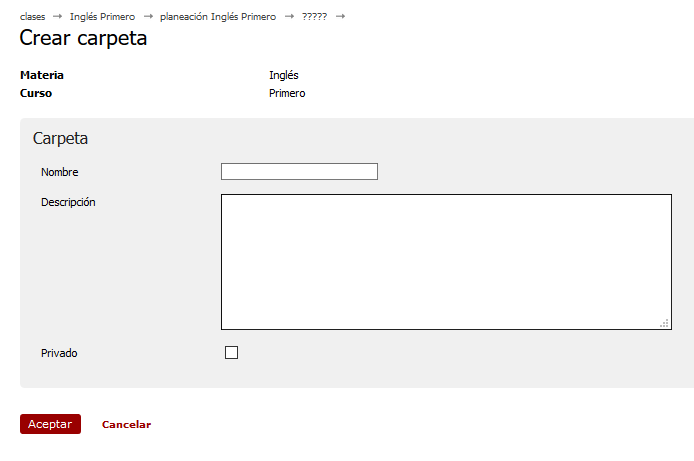 clases → Inglés Primero → planeación Inglés Primero → ????? →
Crear carpeta
Materia Inglés
Curso Primero
Carpeta
Nombre
Descripción
Privado
Aceptar Cancelar